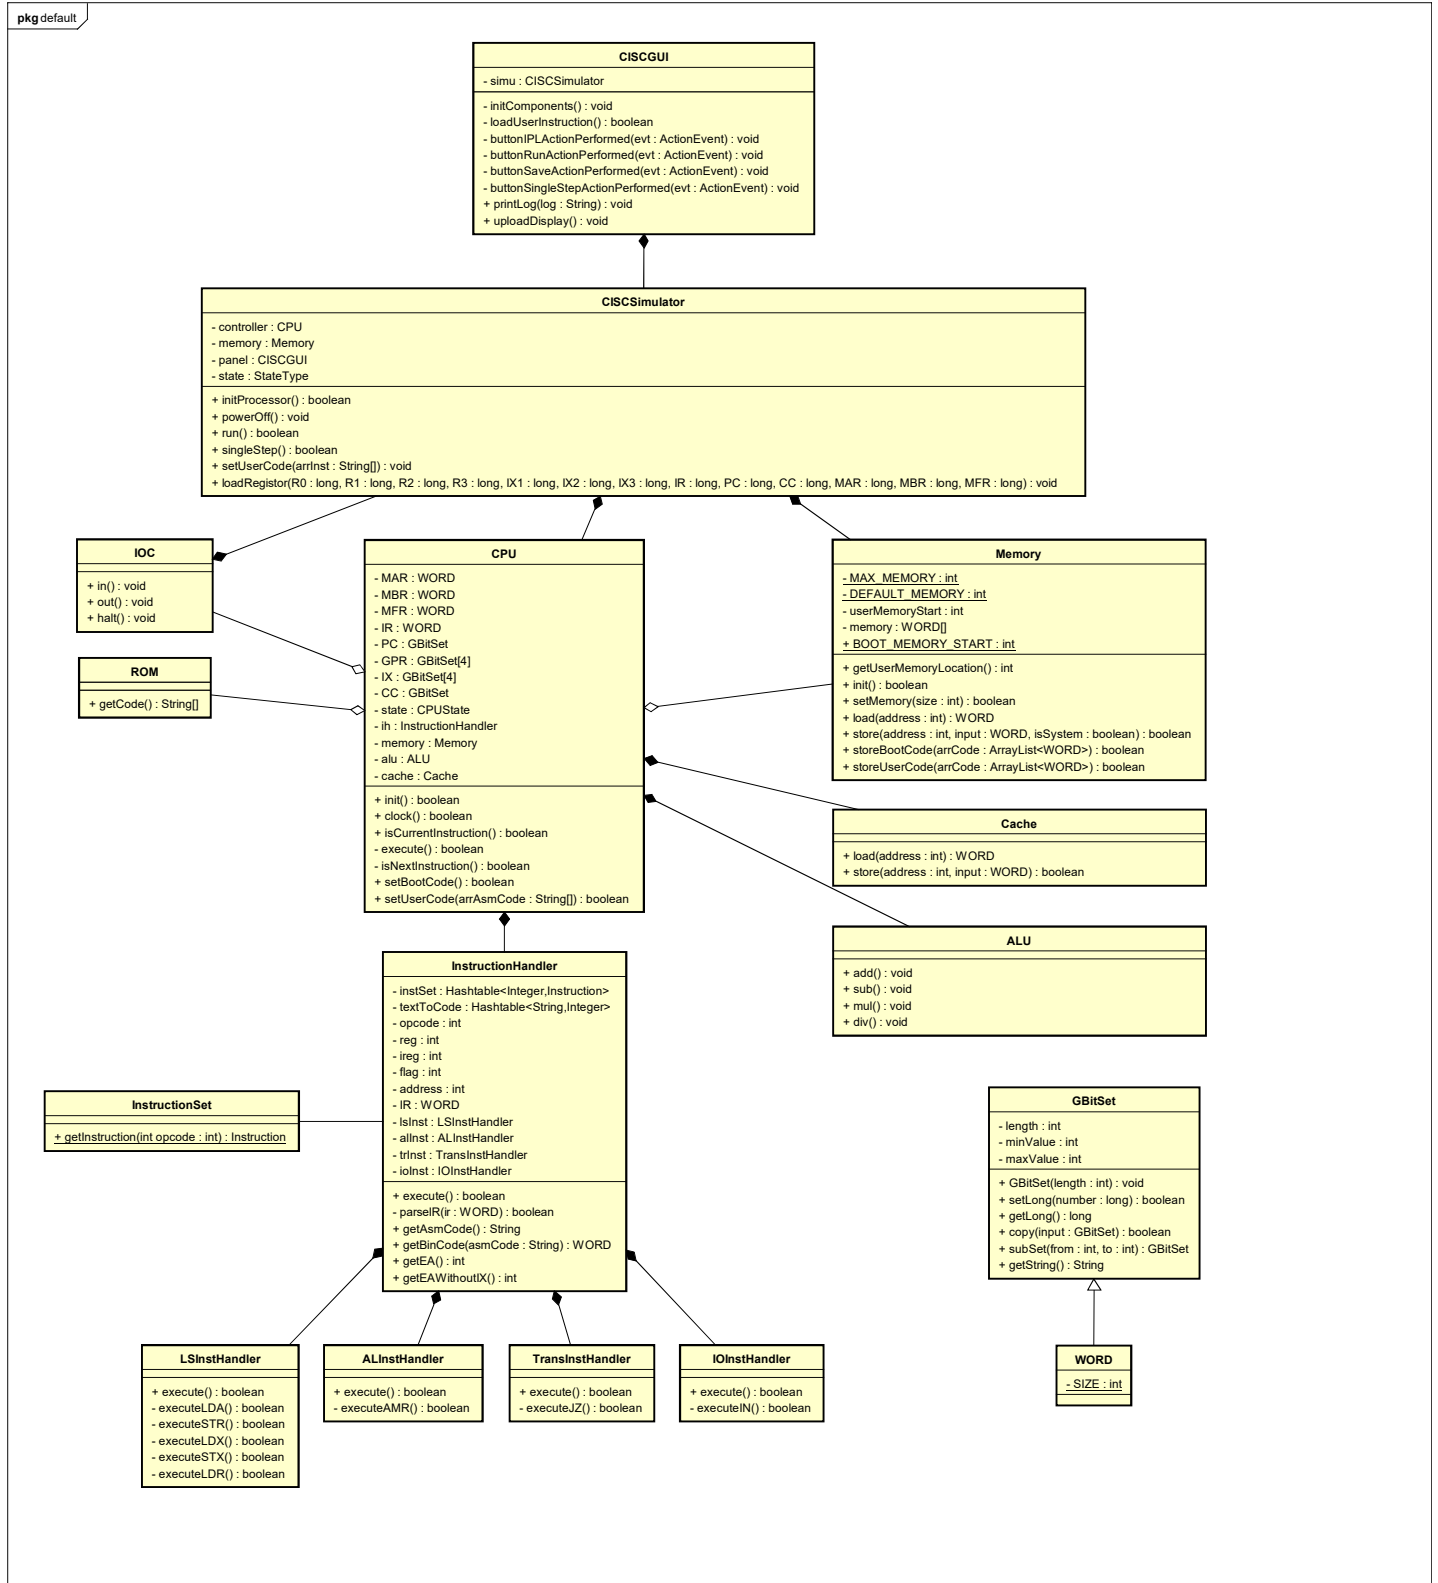 pkg default
CISCGUI
- simu : CISCSimulator
- initComponents() : void
- loadUserInstruction() : boolean
- buttonIPLActionPerformed(evt : ActionEvent) : void
- buttonRunActionPerformed(evt : ActionEvent) : void
- buttonSaveActionPerformed(evt : ActionEvent) : void
- buttonSingleStepActionPerformed(evt : ActionEvent) : void
+ printLog(log : String) : void
+ uploadDisplay() : void
CISCSimulator
- controller : CPU
- memory : Memory
- panel : CISCGUI
- state : StateType
+ initProcessor() : boolean
+ powerOff() : void
+ run() : boolean
+ singleStep() : boolean
+ setUserCode(arrInst : String[]) : void
+ loadRegistor(R0 : long, R1 : long, R2 : long, R3 : long, IX1 : long, IX2 : long, IX3 : long, IR : long, PC : long, CC : long, MAR : long, MBR : long, MFR : long) : void
IOC
+ in() : void
+ out() : void
+ halt() : void
ROM
+ getCode() : String[]
CPU
- MAR : WORD
- MBR : WORD
- MFR : WORD
- IR : WORD
- PC : GBitSet
- GPR : GBitSet[4]
- IX : GBitSet[4]
- CC : GBitSet
- state : CPUState
- ih : InstructionHandler
- memory : Memory
- alu : ALU
- cache : Cache
+ init() : boolean
+ clock() : boolean
+ isCurrentInstruction() : boolean
- execute() : boolean
- isNextInstruction() : boolean
+ setBootCode() : boolean
+ setUserCode(arrAsmCode : String[]) : boolean
Memory
- MAX_MEMORY : int
- DEFAULT_MEMORY : int
- userMemoryStart : int
- memory : WORD[]
+ BOOT_MEMORY_START : int
+ getUserMemoryLocation() : int
+ init() : boolean
+ setMemory(size : int) : boolean
+ load(address : int) : WORD
+ store(address : int, input : WORD, isSystem : boolean) : boolean
+ storeBootCode(arrCode : ArrayList<WORD>) : boolean
+ storeUserCode(arrCode : ArrayList<WORD>) : boolean
Cache
+ load(address : int) : WORD
+ store(address : int, input : WORD) : boolean
ALU
+ add() : void
+ sub() : void
+ mul() : void
+ div() : void
InstructionHandler
- instSet : Hashtable<Integer,Instruction>
- textToCode : Hashtable<String,Integer>
- opcode : int
- reg : int
- ireg : int
- flag : int
- address : int
- IR : WORD
- lsInst : LSInstHandler
- alInst : ALInstHandler
- trInst : TransInstHandler
- ioInst : IOInstHandler
+ execute() : boolean
- parseIR(ir : WORD) : boolean
+ getAsmCode() : String
+ getBinCode(asmCode : String) : WORD
+ getEA() : int
+ getEAWithoutIX() : int
InstructionSet
+ getInstruction(int opcode : int) : Instruction
GBitSet
- length : int
- minValue : int
- maxValue : int
+ GBitSet(length : int) : void
+ setLong(number : long) : boolean
+ getLong() : long
+ copy(input : GBitSet) : boolean
+ subSet(from : int, to : int) : GBitSet
+ getString() : String
WORD
- SIZE : int
LSInstHandler
+ execute() : boolean
- executeLDA() : boolean
- executeSTR() : boolean
- executeLDX() : boolean
- executeSTX() : boolean
- executeLDR() : boolean
ALInstHandler
+ execute() : boolean
- executeAMR() : boolean
TransInstHandler
+ execute() : boolean
- executeJZ() : boolean
IOInstHandler
+ execute() : boolean
- executeIN() : boolean